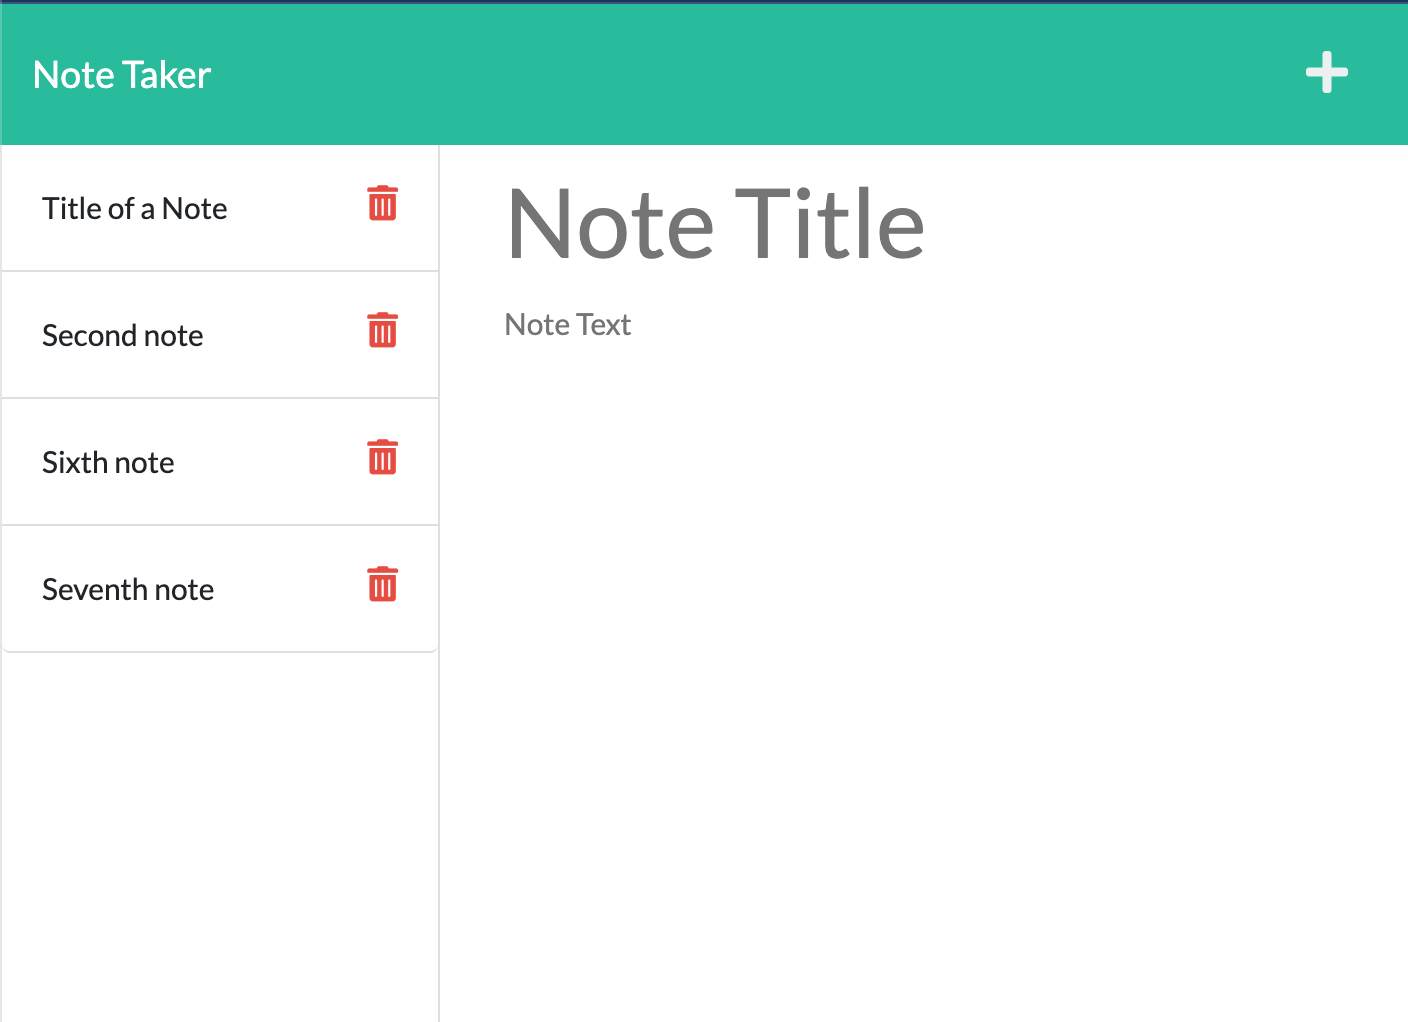 Note Taker
Title of a Note
Second note
Sixth note
Seventh note
Note Title
Note Text